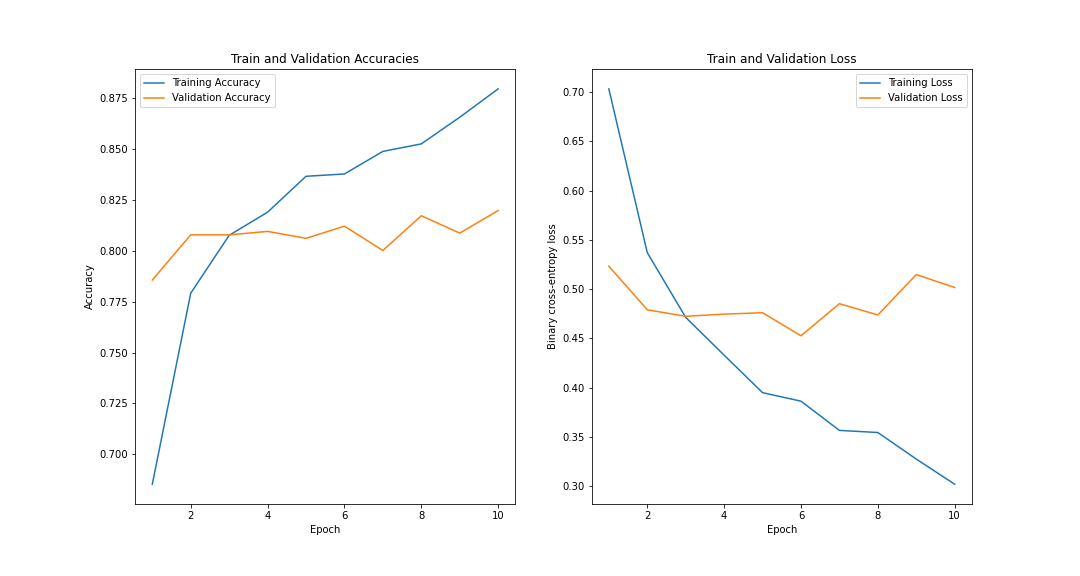 Train and Validation Accuracies
Training Accuracy
Validation Accuracy
0.875
0.850
0.825
0.800
0.775
0.750
0.725
0.700
Accuracy
2 4 6 8 10
Epoch
Train and Validation Loss
Training Loss
Validation Loss
0.70
0.65
0.60
0.55
0.50
0.45
0.40
0.35
0.30
Binary cross-entropy loss
2 4 6 8 10
Epoch